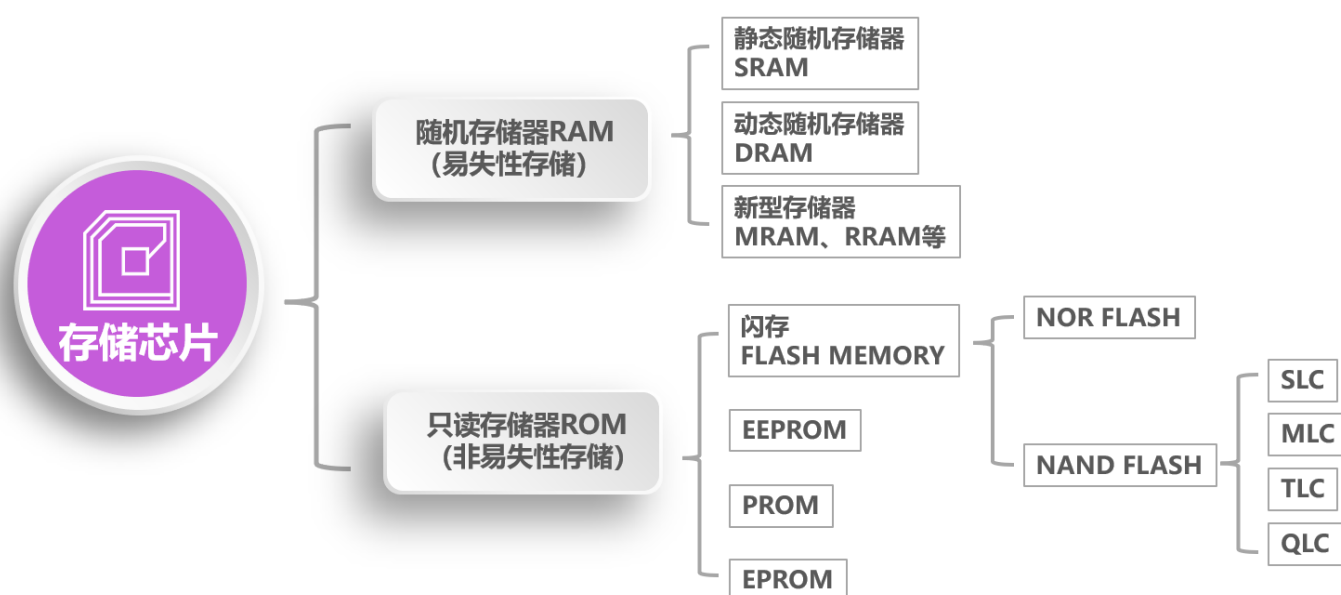 存储芯片
随机存储器RAM
（易失性存储）
静态随机存储器
SRAM
动态随机存储器
DRAM
新型存储器
MRAM、RRAM等
只读存储器ROM
（非易失性存储）
闪存
FLASH MEMORY
EEPROM
PROM
EPROM
NOR FLASH
NAND FLASH
SLC
MLC
TLC
QLC